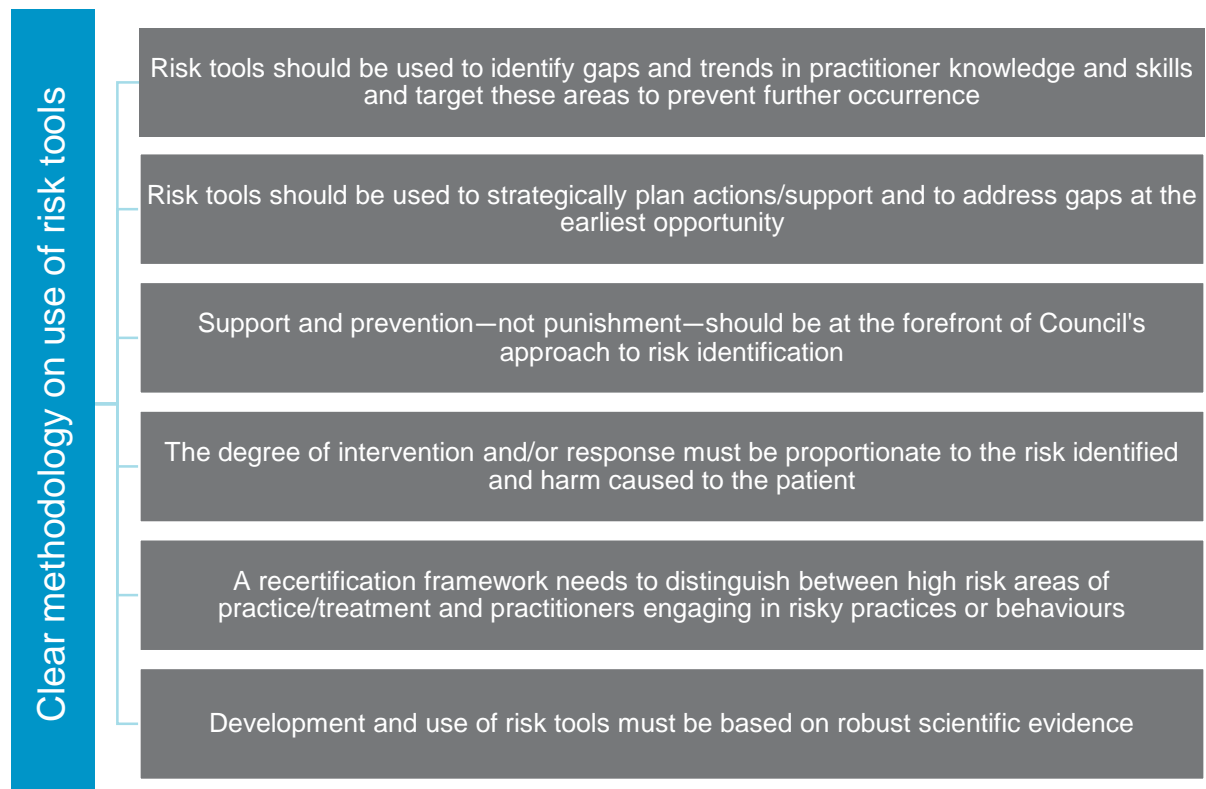 Clear methodology on use of risk tools
Risk tools should be used to identify gaps and trends in practitioner knowledge and skills
and target these areas to prevent further occurrence
Risk tools should be used to strategically plan actions/support and to address gaps at the
earliest opportunity
Support and prevention—not punishment—should be at the forefront of Council's
approach to risk identification
The degree of intervention and/or response must be proportionate to the risk identified
and harm caused to the patient
A recertification framework needs to distinguish between high risk areas of
practice/treatment and practitioners engaging in risky practices or behaviours
Development and use of risk tools must be based on robust scientific evidence